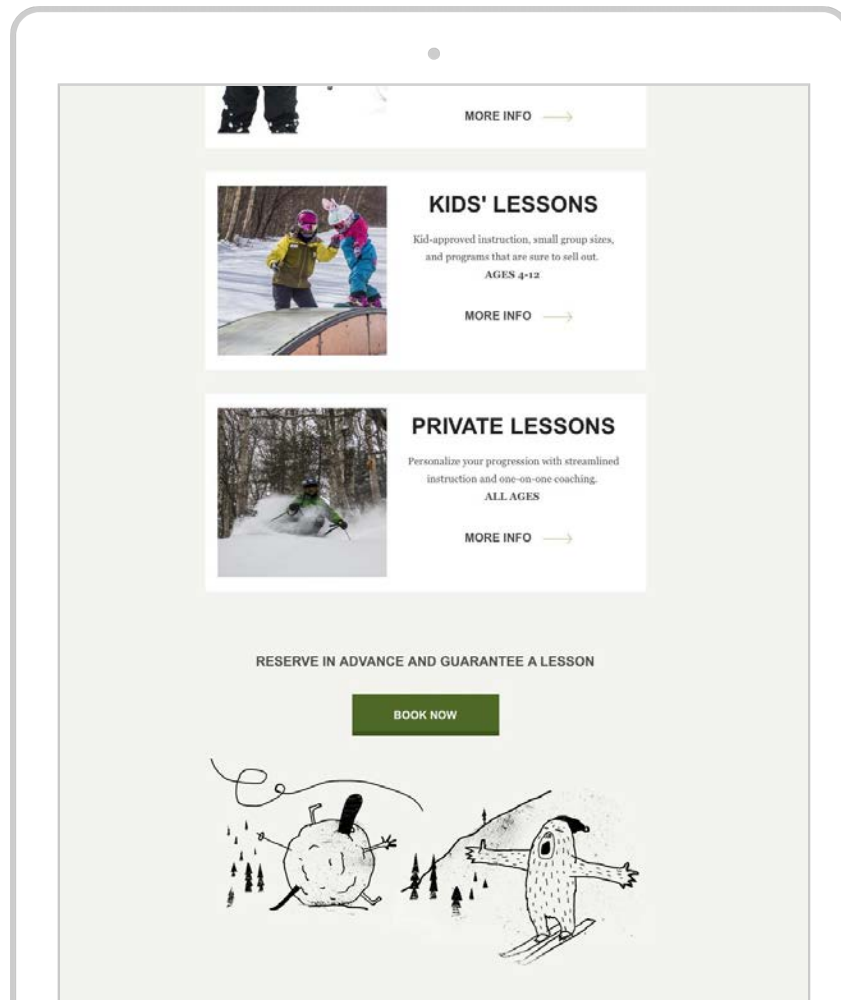 MORE INFO
KIDS' LESSONS
Kid-approved instruction, small group sizes,
and programs that are sure to sell out.
AGES 4-12
MORE INFO
PRIVATE LESSONS
Personalize your progression with streamlined
instruction and one-on-one coaching.
ALL AGES
MORE INFO
RESERVE IN ADVANCE AND GUARANTEE A LESSON
BOOK NOW